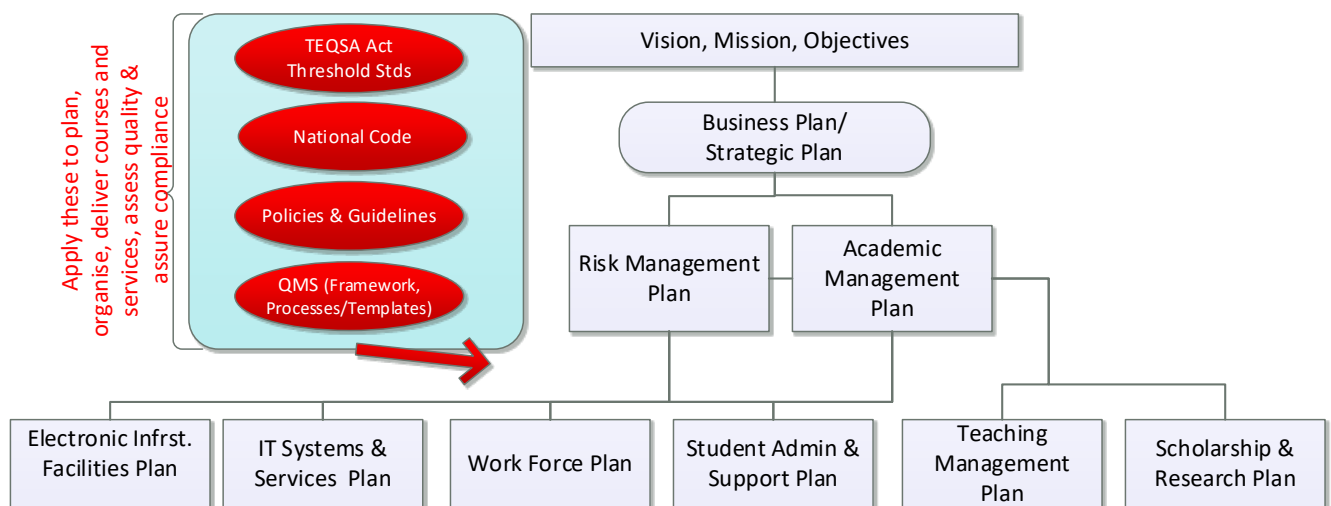 Apply these to plan,
organise, deliver courses and
services, assess quality &
assure compliance
TEQSA Act
Threshold Stds
National Code
Policies & Guidelines
QMS (Framework,
Processes/Templates)
Vision, Mission, Objectives
Business Plan/
Strategic Plan
Risk Management
Plan
Academic
Management
Plan
Electronic Infrst.
Facilities Plan
IT Systems &
Services Plan
Work Force Plan
Student Admin &
Support Plan
Teaching
Management
Plan
Scholarship &
Research Plan